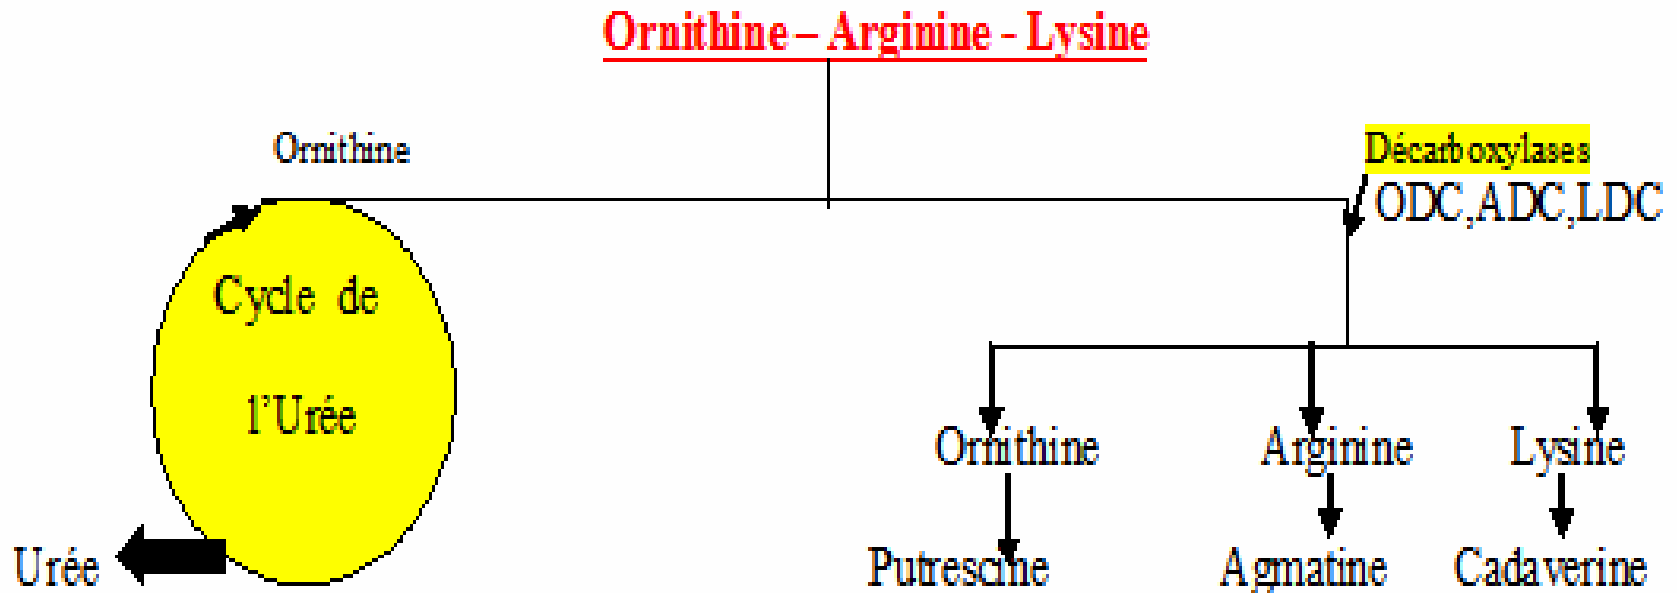 Ornithine – Arginine - Lysine
Ornithine
Décarboxylases
ODC,ADC,LDC
Cycle de
l'Urée
Ornithine Arginine Lysine
Urée
Putrescine Agmatine Cadaverine